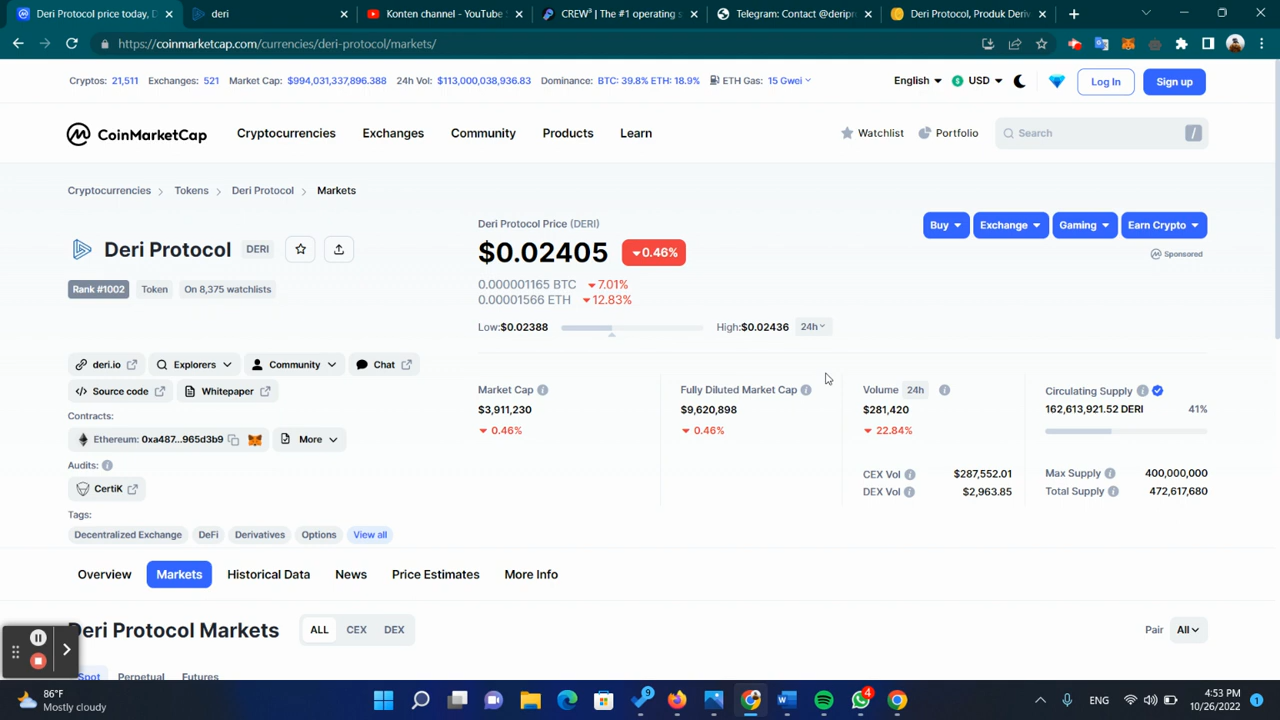 Deri Protocol price today, D
deri
Konten channel - YouTube S
CREW³ | The #1 operating s
Telegram: Contact @deripro
Deri Protocol, Produk Deriv
https://coinmarketcap.com/currencies/deri-protocol/markets/
Cryptos: 21,511 Exchanges: 521 Market Cap: $994,031,337,896.388 24h Vol: $113,000,038,936.83 Dominance: BTC: 39.8% ETH: 18.9% ETH Gas: 15 Gwei
English USD Log In Sign up
CoinMarketCap Cryptocurrencies Exchanges Community Products Learn Watchlist Portfolio Search /
Cryptocurrencies Tokens Deri Protocol Markets
Deri Protocol Price (DERI)
Buy Exchange Gaming Earn Crypto
Deri Protocol DERI
$0.02405 0.46%
Sponsored
Rank #1002 Token On 8,375 watchlists
0.000001165 BTC 7.01%
0.00001566 ETH 12.83%
Low:$0.02388 High:$0.02436 24h
deri.io Explorers Community Chat
Source code Whitepaper
Contracts:
Ethereum: 0xa487...965d3b9 More
Audits:
CertiK
Tags:
Decentralized Exchange DeFi Derivatives Options View all
Market Cap
$3,911,230
0.46%
Fully Diluted Market Cap
$9,620,898
0.46%
Volume 24h
$281,420
22.84%
CEX Vol $287,552.01
DEX Vol $2,963.85
Circulating Supply
162,613,921.52 DERI 41%
Max Supply 400,000,000
Total Supply 472,617,680
Overview Markets Historical Data News Price Estimates More Info
Deri Protocol Markets ALL CEX DEX Pair All
Spot Perpetual Futures
86°F
Mostly cloudy
9
4
ENG
4:53 PM
10/26/2022
1